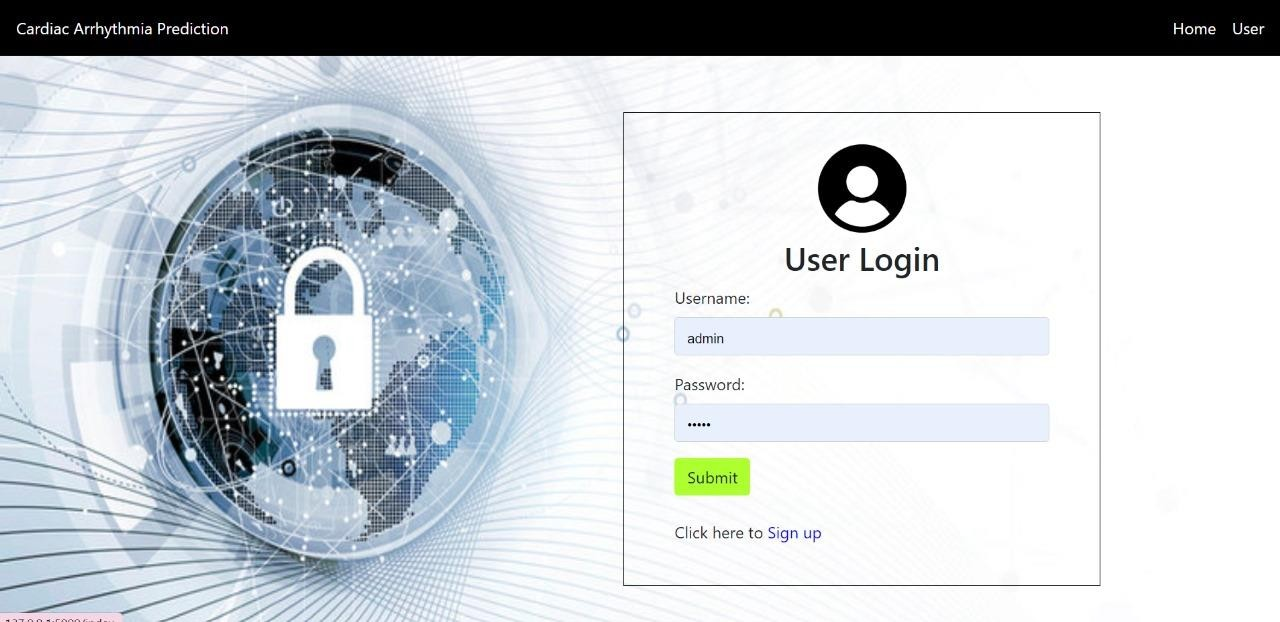 Cardiac Arrhythmia Prediction
Home User
User Login
Username:
admin
Password:
•••••
Submit
Click here to Sign up